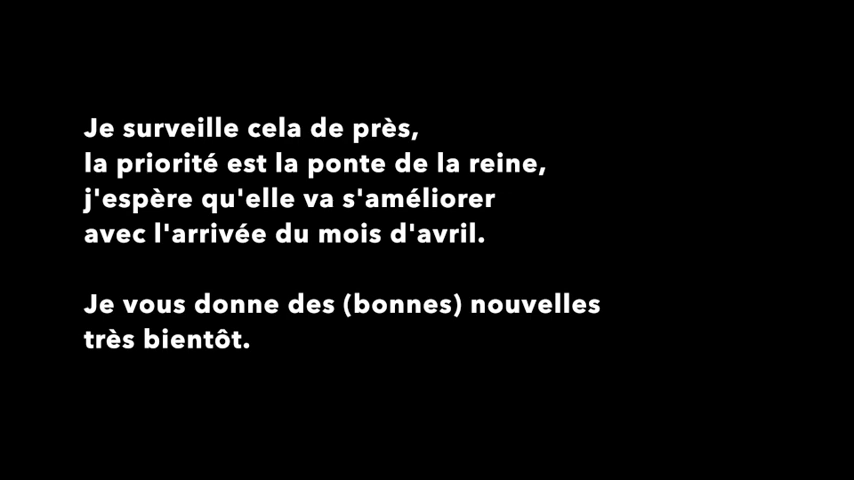 Je surveille cela de près,
la priorité est la ponte de la reine,
j'espère qu'elle va s'améliorer
avec l'arrivée du mois d'avril.
Je vous donne des (bonnes) nouvelles
très bientôt.